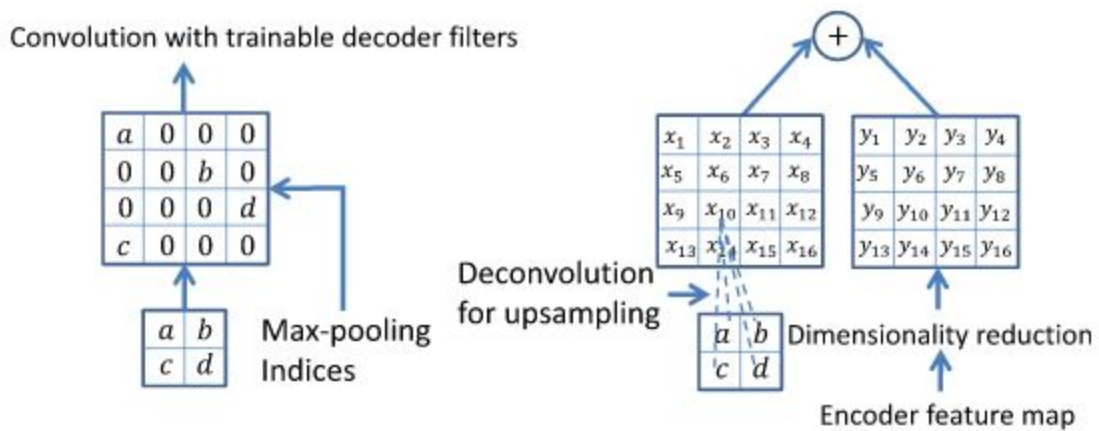 Convolution with trainable decoder filters
a 0 0 0
0 0 b 0
0 0 0 d
c 0 0 0
a b
c d
Max-pooling
Indices
+
x₁ x₂ x₃ x₄
x₅ x₆ x₇ x₈
x₉ x₁₀ x₁₁ x₁₂
x₁₃ x₁₄ x₁₅ x₁₆
y₁ y₂ y₃ y₄
y₅ y₆ y₇ y₈
y₉ y₁₀ y₁₁ y₁₂
y₁₃ y₁₄ y₁₅ y₁₆
Deconvolution
for upsampling
a b
c d
Dimensionality reduction
Encoder feature map